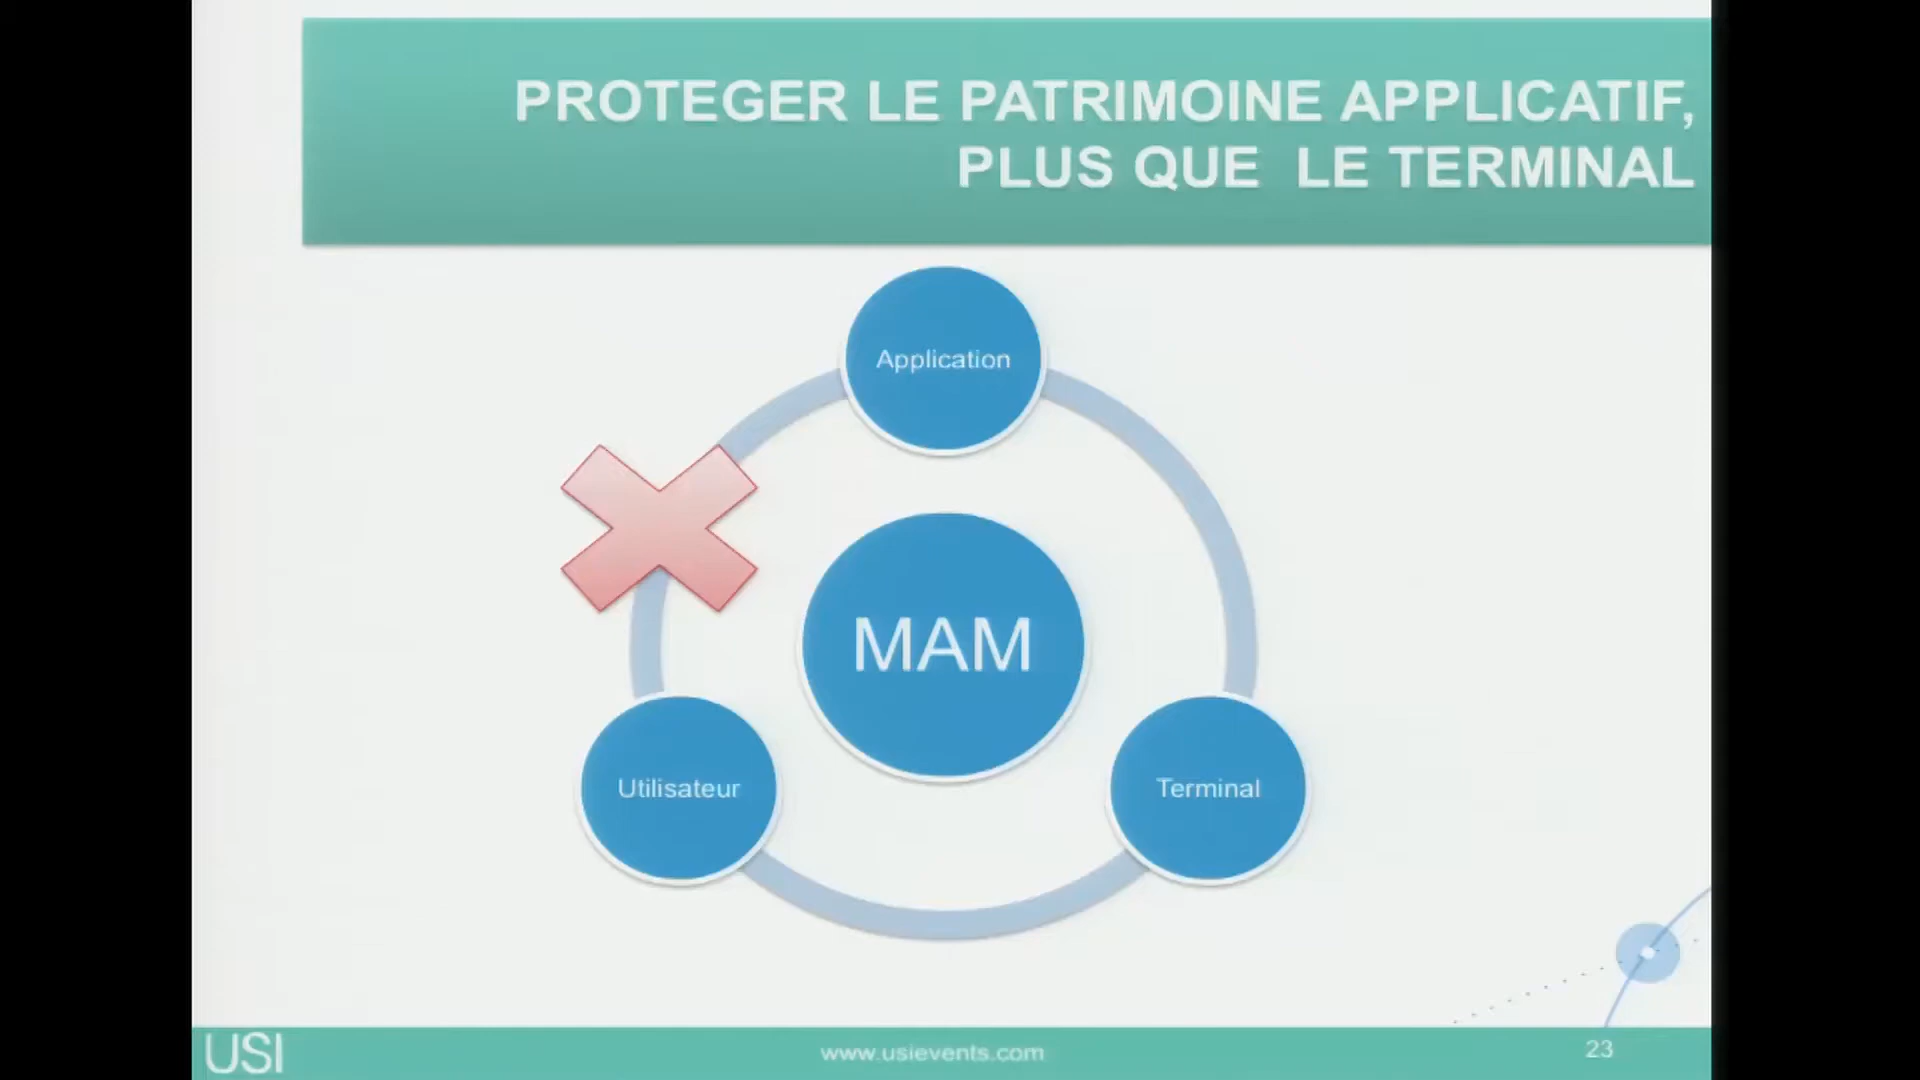 PROTEGER LE PATRIMOINE APPLICATIF,
PLUS QUE LE TERMINAL
Application
MAM
Utilisateur
Terminal
USI
www.usievents.com
23